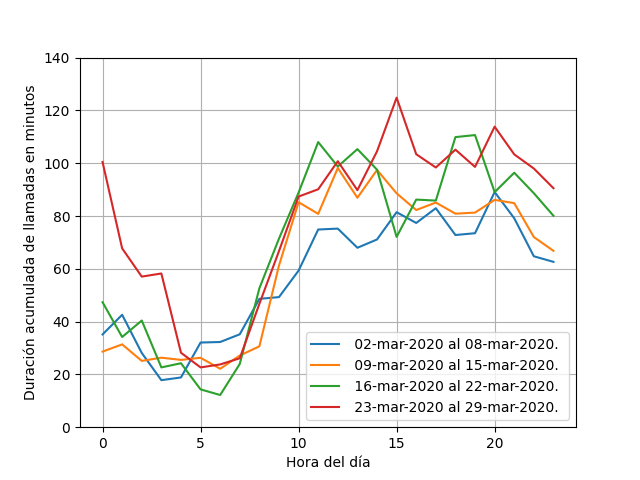 140
120
100
80
60
40
20
0
Duración acumulada de llamadas en minutos
02-mar-2020 al 08-mar-2020.
09-mar-2020 al 15-mar-2020.
16-mar-2020 al 22-mar-2020.
23-mar-2020 al 29-mar-2020.
0 5 10 15 20
Hora del día